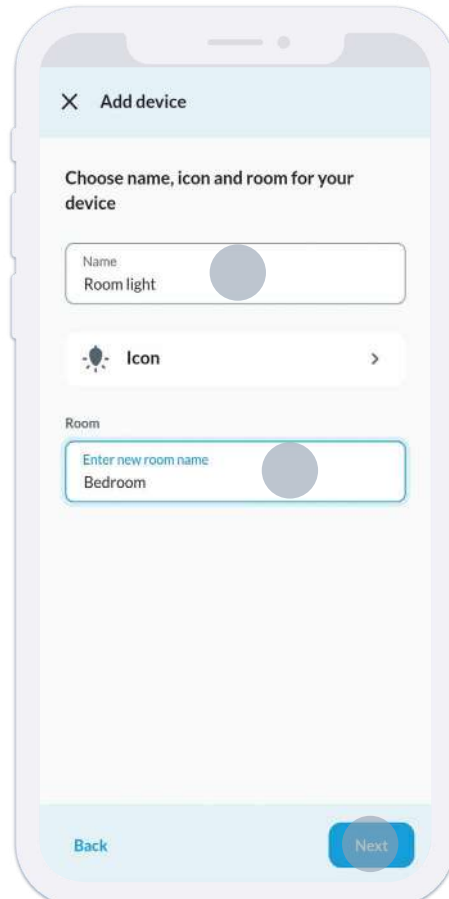 Add device
Choose name, icon and room for your
device
Name
Room light
Icon
Room
Enter new room name
Bedroom
Back
Next